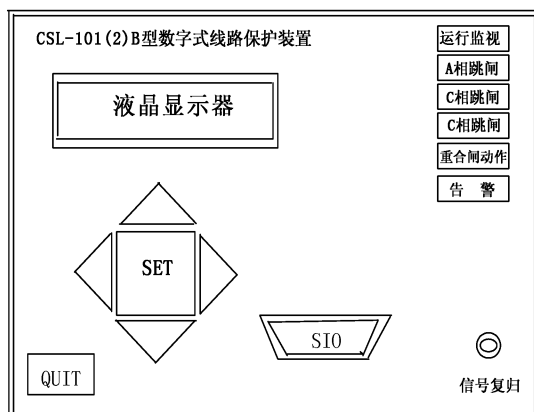 CSL-101(2)B型数字式线路保护装置
运行监视
A相跳闸
C相跳闸
C相跳闸
重合闸动作
告 警
液晶显示器
SET
SIO
QUIT
信号复归